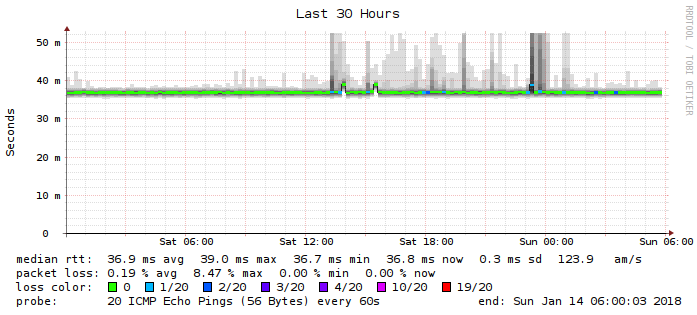 Last 30 Hours
RRDTOOL / TOBI OETIKER
Seconds
50 m
40 m
30 m
20 m
10 m
0
Sat 06:00 Sat 12:00 Sat 18:00 Sun 00:00 Sun 06:00
median rtt: 36.9 ms avg 39.0 ms max 36.7 ms min 36.8 ms now 0.3 ms sd 123.9 am/s
packet loss: 0.19 % avg 8.47 % max 0.00 % min 0.00 % now
loss color: 0 1/20 2/20 3/20 4/20 10/20 19/20
probe: 20 ICMP Echo Pings (56 Bytes) every 60s end: Sun Jan 14 06:00:03 2018